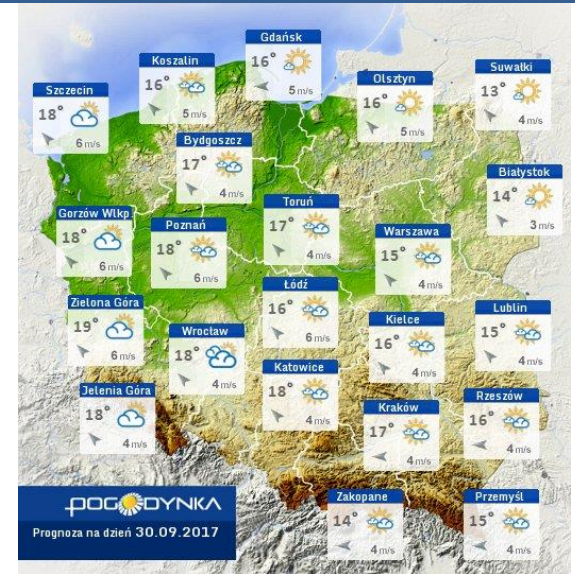 Gdańsk
16°
5 m/s
Koszalin
16°
5 m/s
Suwałki
13°
4 m/s
Olsztyn
16°
5 m/s
Szczecin
18°
6 m/s
Bydgoszcz
17°
4 m/s
Białystok
14°
3 m/s
Toruń
17°
4 m/s
Gorzów Wlkp
18°
6 m/s
Poznań
18°
6 m/s
Warszawa
15°
4 m/s
Łódź
16°
6 m/s
Zielona Góra
19°
6 m/s
Lublin
15°
4 m/s
Kielce
16°
4 m/s
Wrocław
18°
4 m/s
Katowice
18°
4 m/s
Jelenia Góra
18°
4 m/s
Rzeszów
16°
4 m/s
Kraków
17°
4 m/s
Zakopane
14°
4 m/s
Przemyśl
15°
4 m/s
POGODYNKA
Prognoza na dzień 30.09.2017